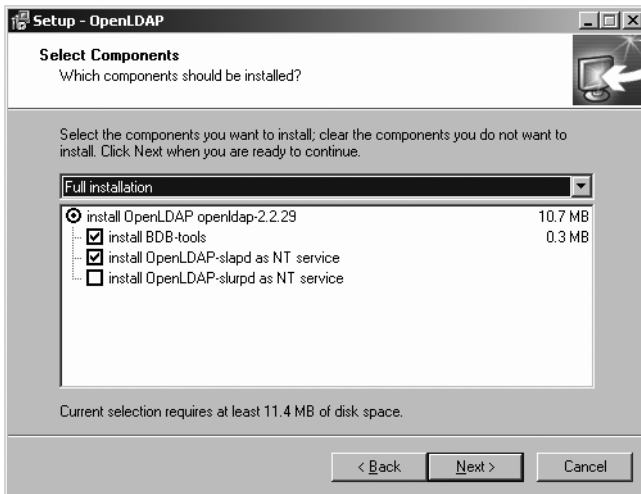 Setup - OpenLDAP
Select Components
Which components should be installed?
Select the components you want to install; clear the components you do not want to
install. Click Next when you are ready to continue.
Full installation
install OpenLDAP openldap-2.2.29 10.7 MB
install BDB-tools 0.3 MB
install OpenLDAP-slapd as NT service
install OpenLDAP-slurpd as NT service
Current selection requires at least 11.4 MB of disk space.
< Back Next > Cancel